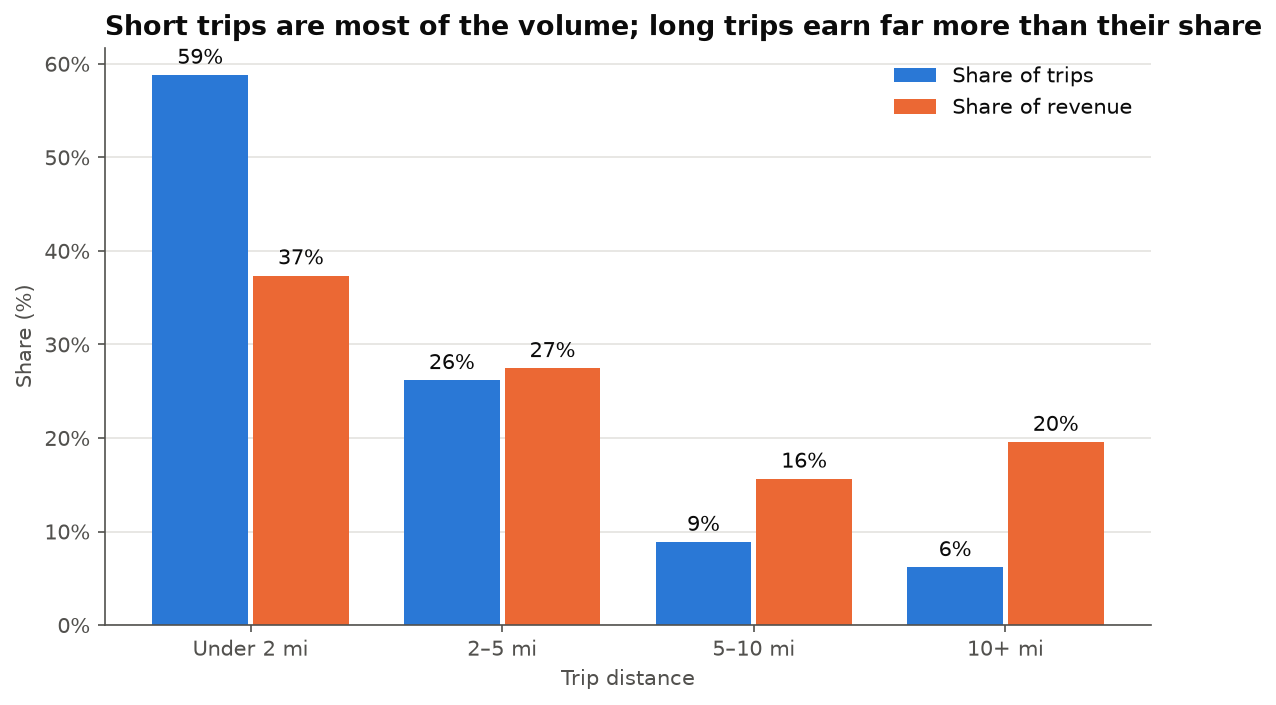 Short trips are most of the volume; long trips earn far more than their share
Share of trips
Share of revenue
Share (%)
60%
50%
40%
30%
20%
10%
0%
59%
37%
26%
27%
9%
16%
6%
20%
Under 2 mi
2–5 mi
5–10 mi
10+ mi
Trip distance